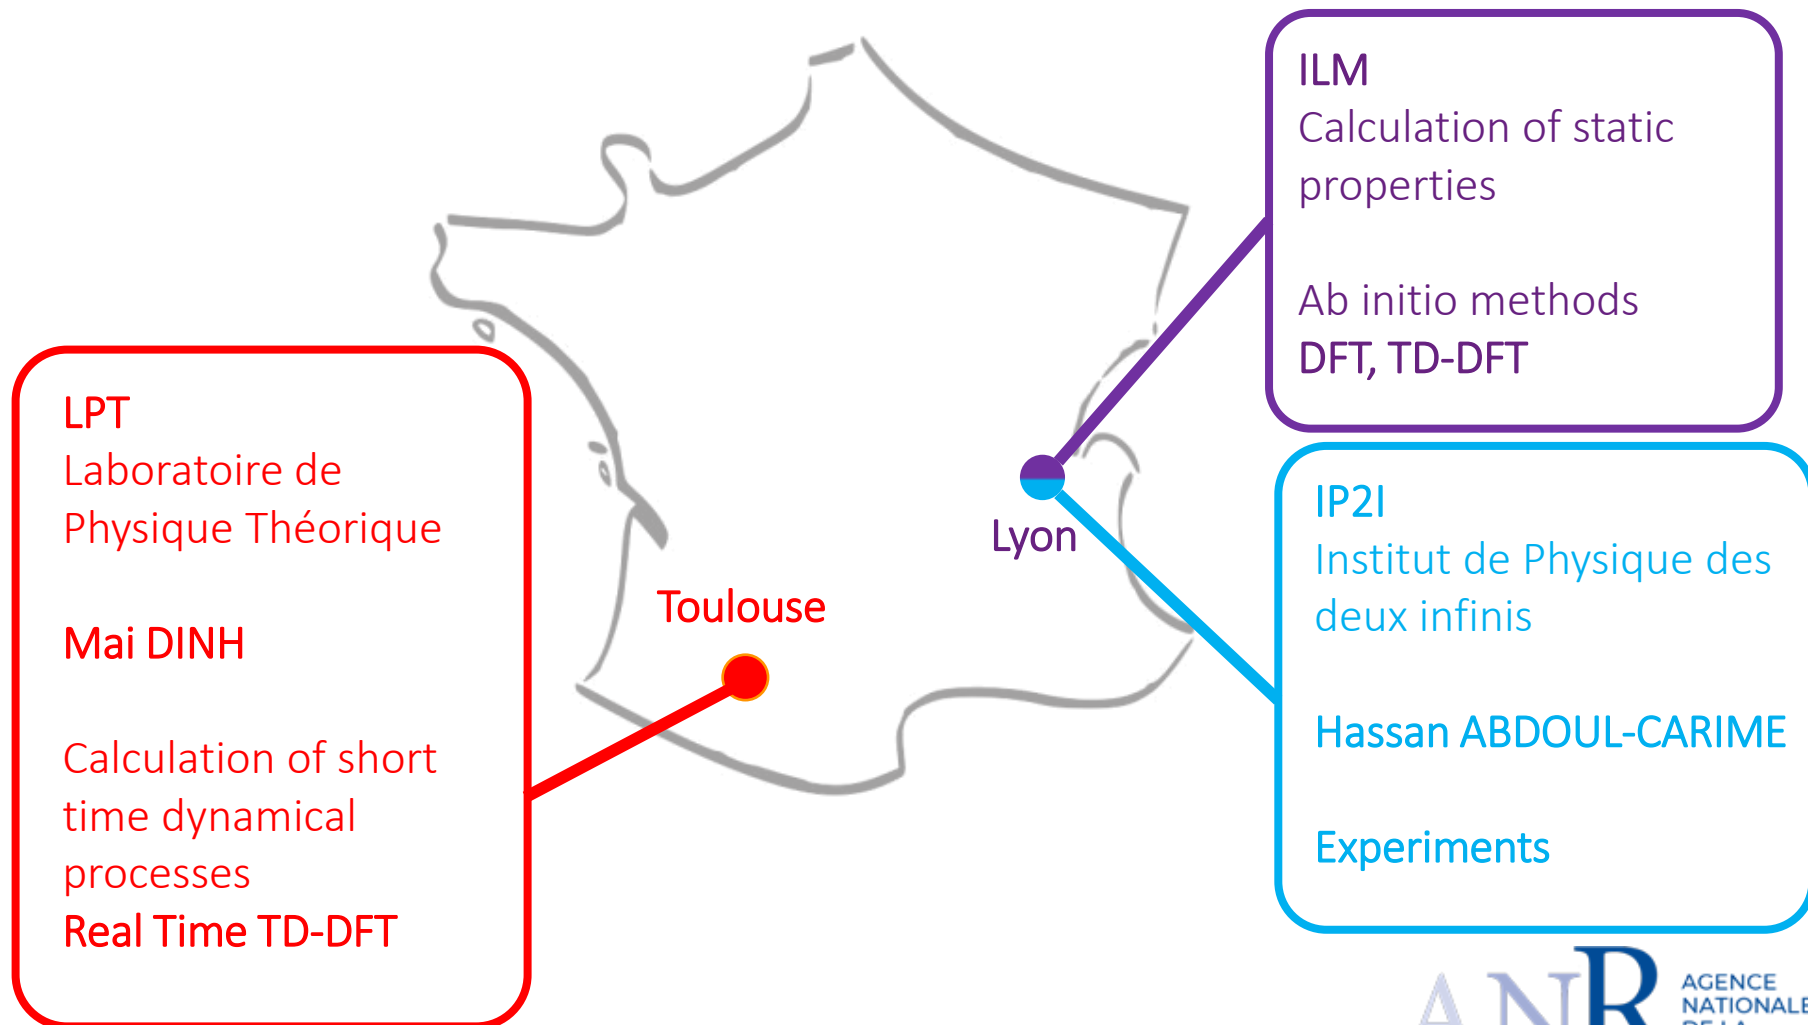 ILM
Calculation of static
properties
Ab initio methods
DFT, TD-DFT
LPT
Laboratoire de
Physique Théorique
Mai DINH
Calculation of short
time dynamical
processes
Real Time TD-DFT
Toulouse
Lyon
IP2I
Institut de Physique des
deux infinis
Hassan ABDOUL-CARIME
Experiments
ANR
AGENCE
NATIONALE
DE LA